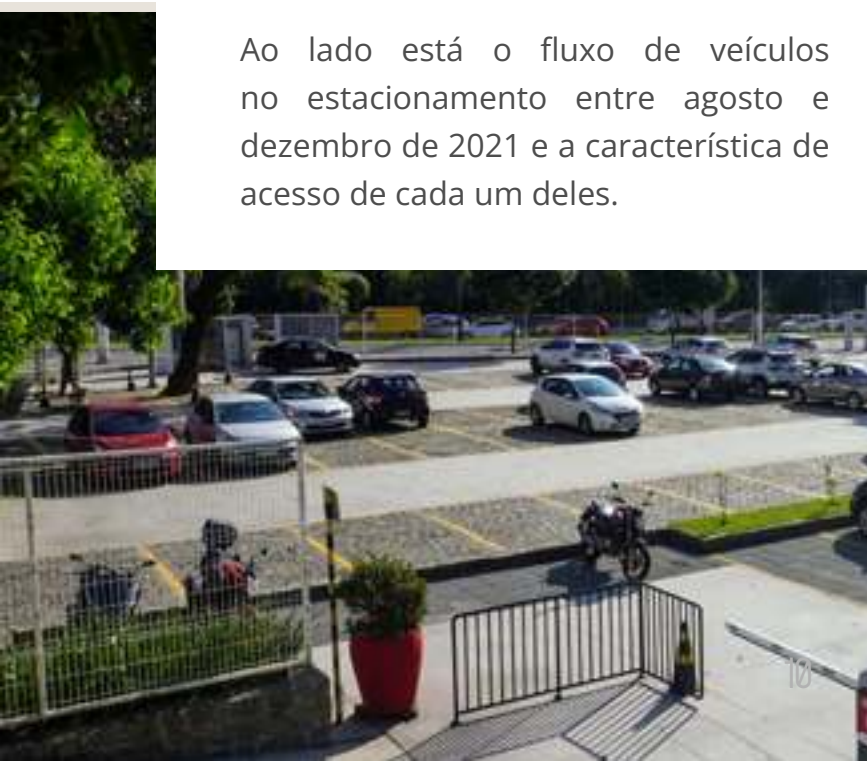 Ao lado está o fluxo de veículos
no estacionamento entre agosto e
dezembro de 2021 e a característica de
acesso de cada um deles.
10